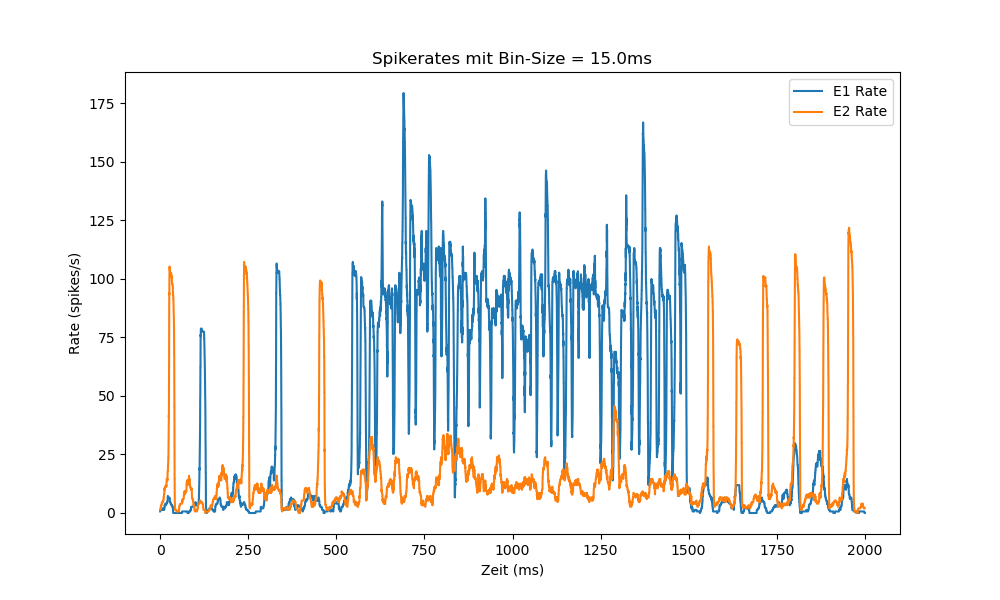 Spikerates mit Bin-Size = 15.0ms
E1 Rate
E2 Rate
175
150
125
100
75
50
25
0
Rate (spikes/s)
0 250 500 750 1000 1250 1500 1750 2000
Zeit (ms)